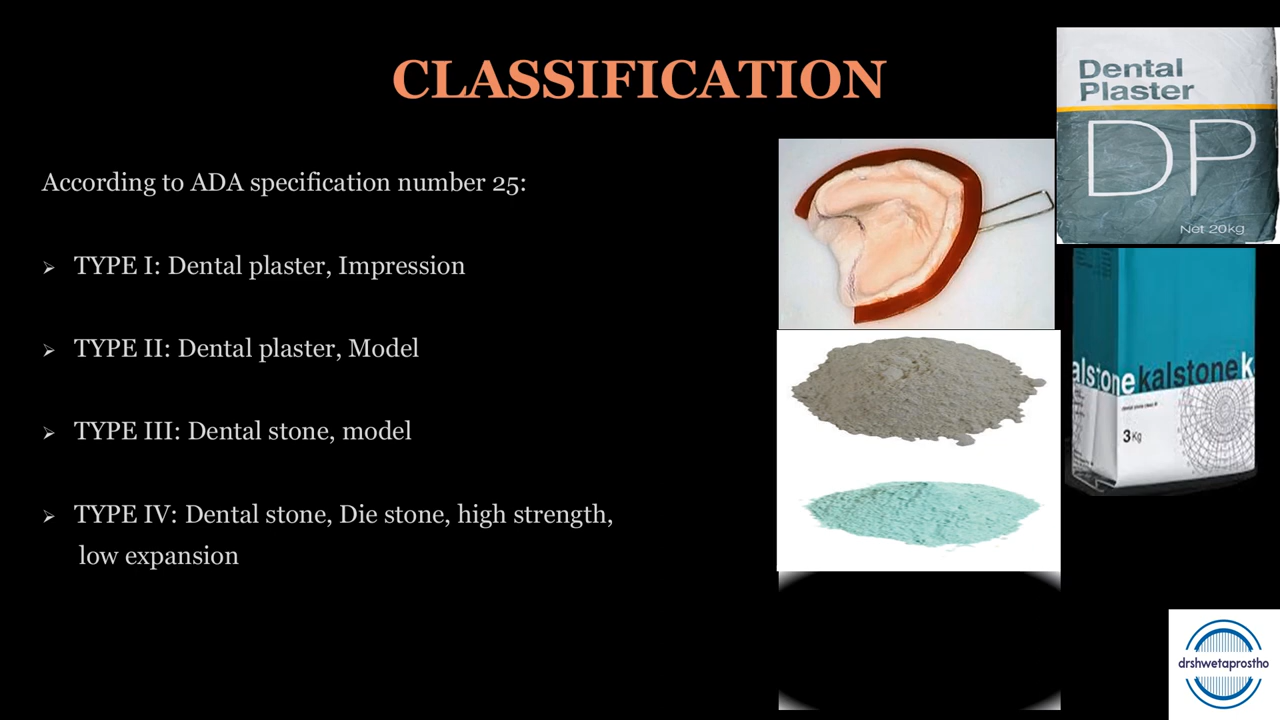 CLASSIFICATION
According to ADA specification number 25:
➢ TYPE I: Dental plaster, Impression
➢ TYPE II: Dental plaster, Model
➢ TYPE III: Dental stone, model
➢ TYPE IV: Dental stone, Die stone, high strength,
low expansion
Dental
Plaster
DP
Net 20kg
alstone kalstone k
3Kg
drshwetaprostho